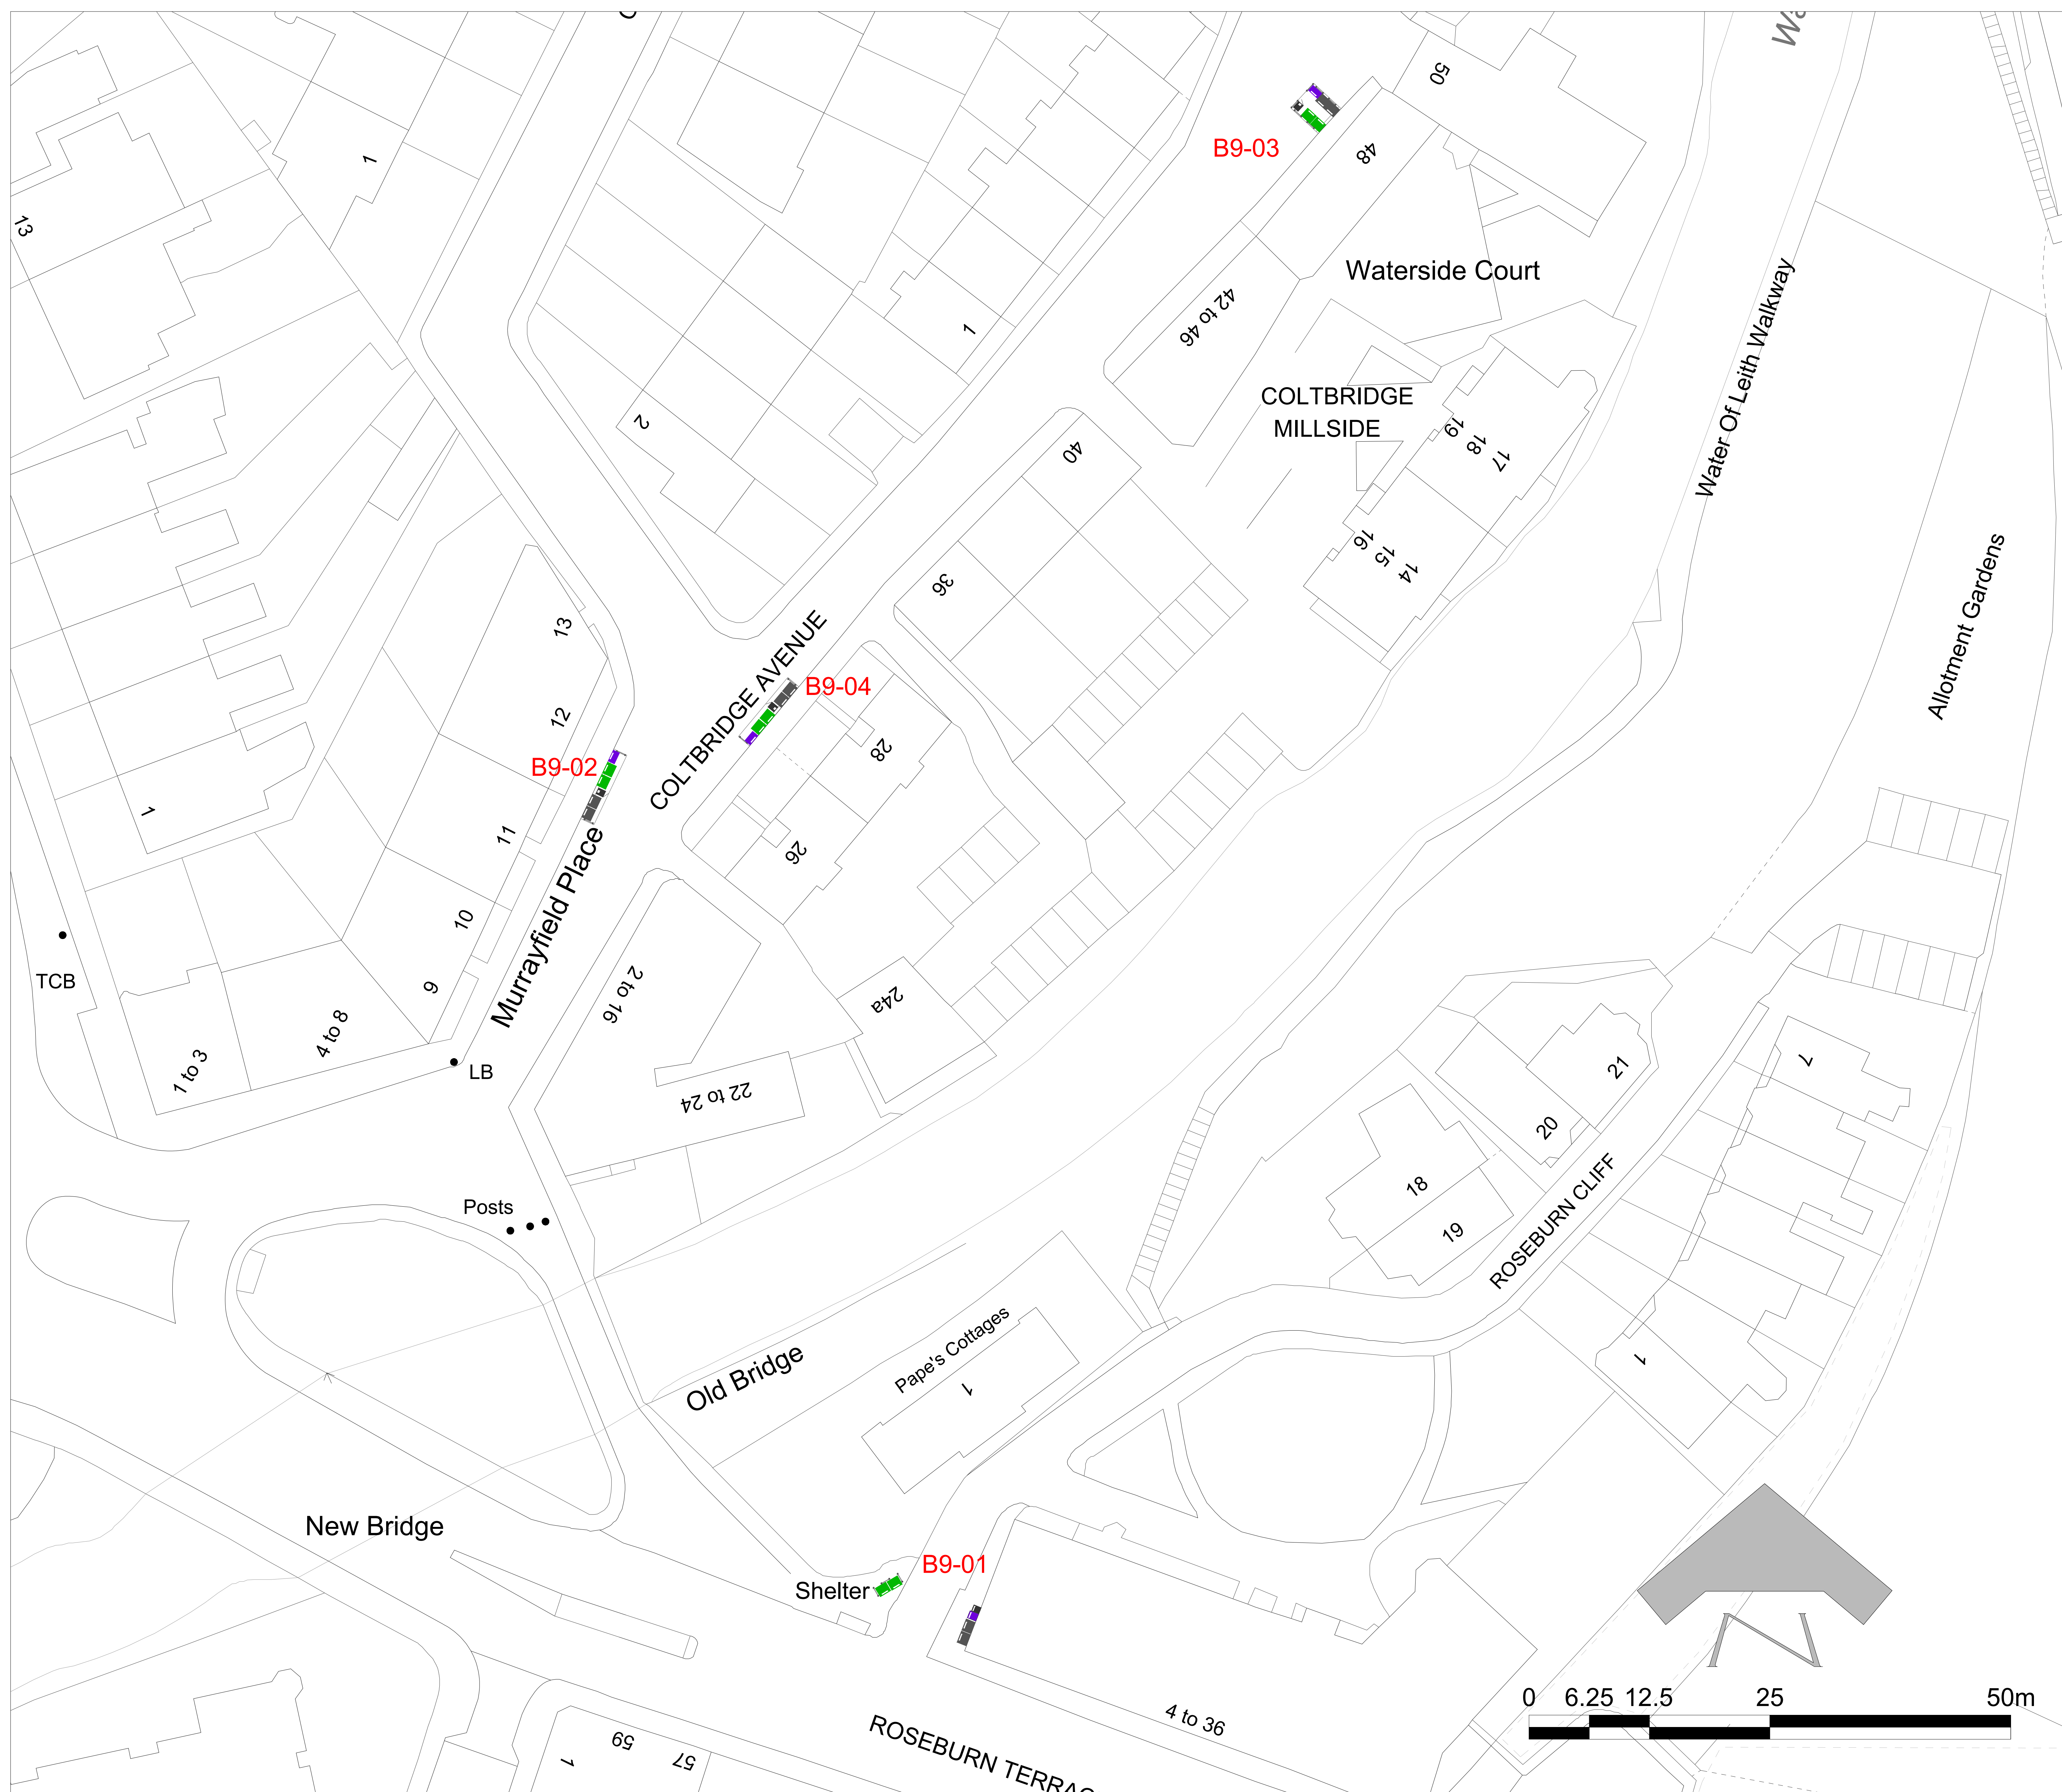 50
B9-03
48
1
13
Waterside Court
42 to 46
1
COLTBRIDGE
MILLSIDE
Water Of Leith Walkway
2
40
19
18
17
16
15
14
36
Allotment Gardens
13
12
COLTBRIDGE AVENUE
B9-04
28
B9-02
1
11
26
Murrayfield Place
10
9
TCB
2 to 16
24a
4 to 8
1 to 3
LB
22 to 24
7
21
20
18
19
ROSEBURN CLIFF
Posts
Pape's Cottages
1
Old Bridge
1
New Bridge
B9-01
Shelter
0 6.25 12.5 25 50m
N
4 to 36
ROSEBURN TERRAC
59
57
1